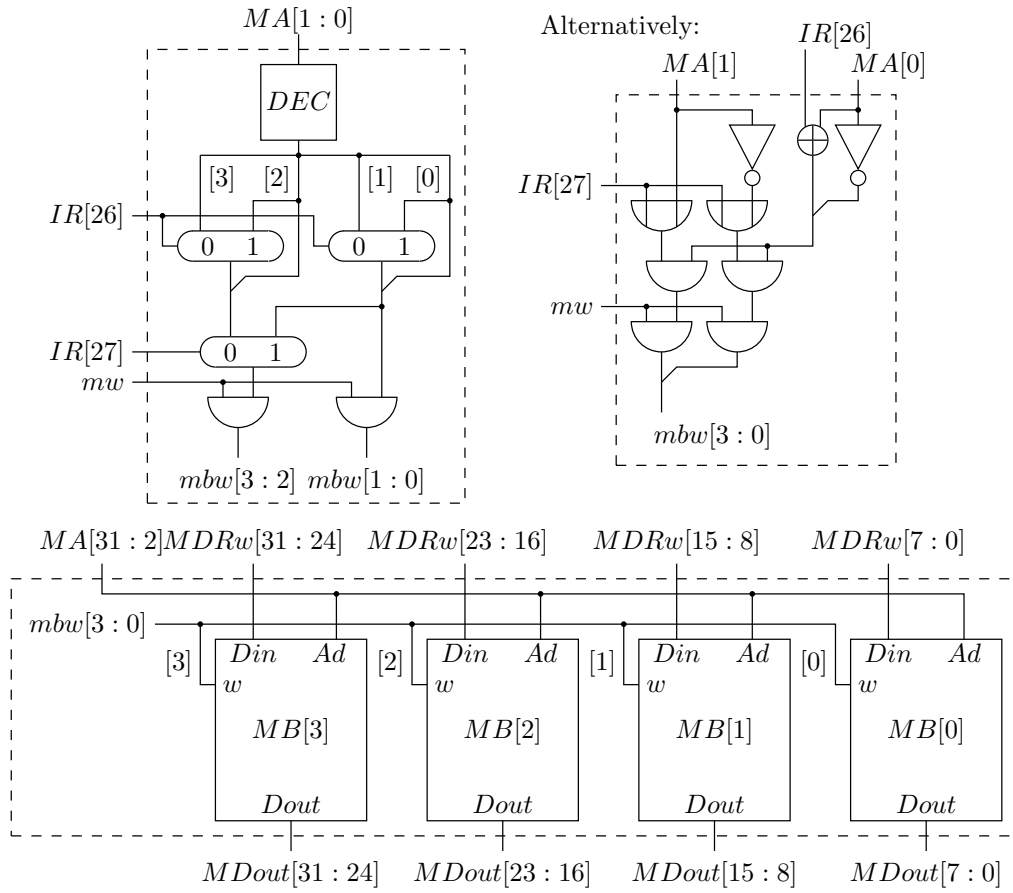 MA[1 : 0]
Alternatively:
IR[26]
MA[1]
MA[0]
DEC
[3] [2] [1] [0]
IR[27]
IR[26]
0 1 0 1
mw
IR[27]
0 1
mw
mbw[3 : 0]
mbw[3 : 2] mbw[1 : 0]
MA[31 : 2] MDRw[31 : 24] MDRw[23 : 16] MDRw[15 : 8] MDRw[7 : 0]
mbw[3 : 0]
[3] Din Ad [2] Din Ad [1] Din Ad [0] Din Ad
w w w w
MB[3] MB[2] MB[1] MB[0]
Dout Dout Dout Dout
MDout[31 : 24] MDout[23 : 16] MDout[15 : 8] MDout[7 : 0]